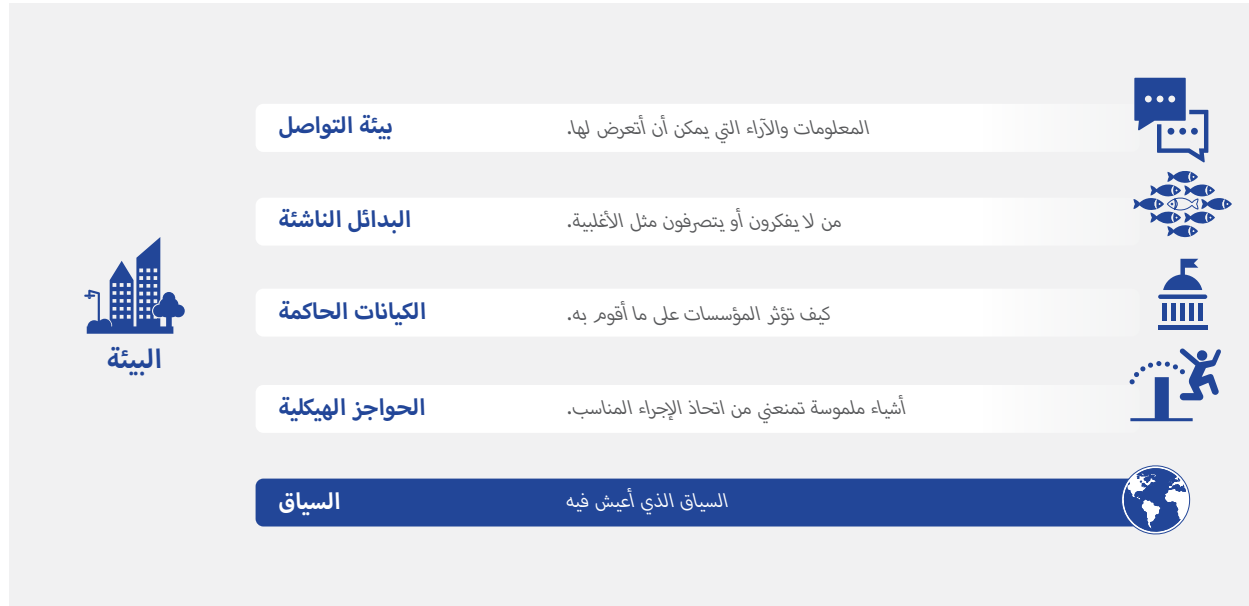 بيئة التواصل
المعلومات والآراء التي يمكن أن أتعرض لها.
البدائل الناشئة
من لا يفكرون أو يتصرفون مثل الأغلبية.
الكيانات الحاكمة
كيف تؤثر المؤسسات على ما أقوم به.
البيئة
الحواجز الهيكلية
أشياء ملموسة تمنعني من اتخاذ الإجراء المناسب.
السياق
السياق الذي أعيش فيه